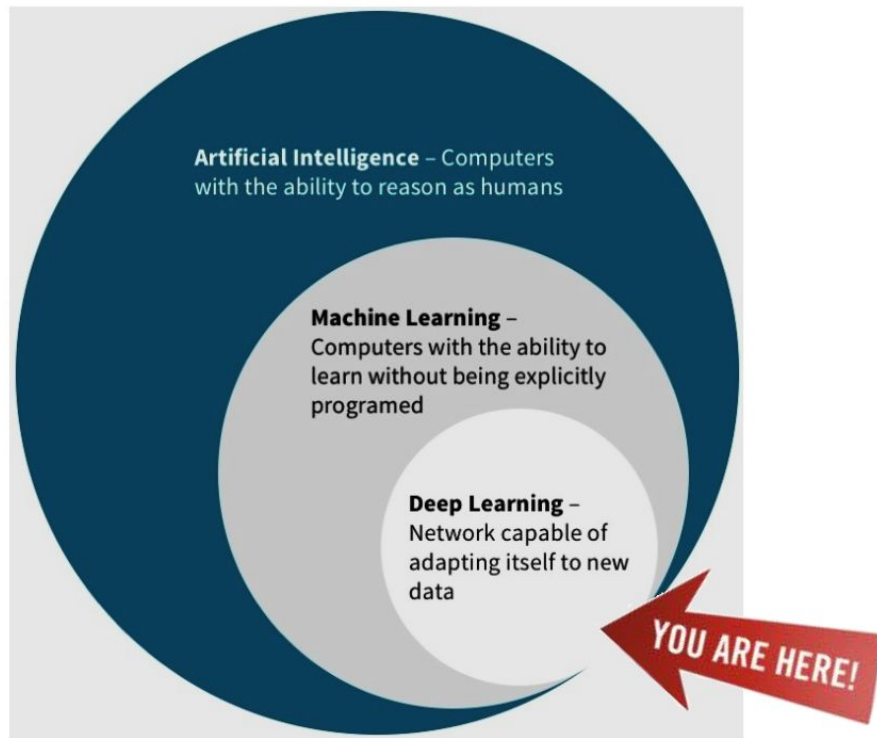 Artificial Intelligence – Computers
with the ability to reason as humans
Machine Learning –
Computers with the ability to
learn without being explicitly
programed
Deep Learning –
Network capable of
adapting itself to new
data
YOU ARE HERE!